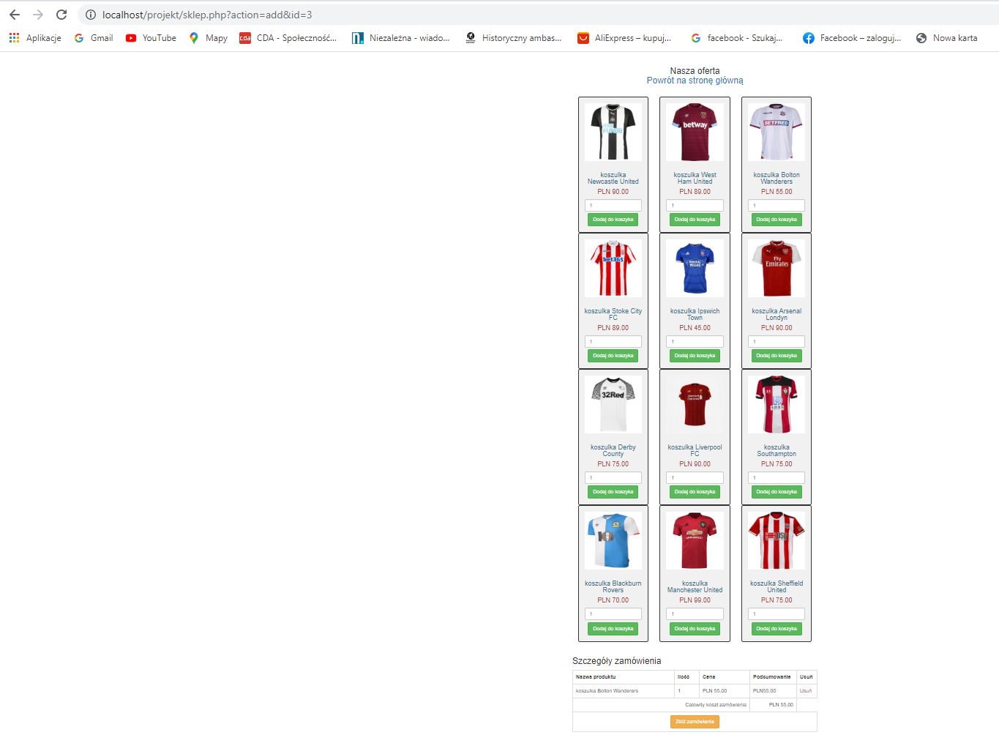 localhost/projekt/sklep.php?action=add&id=3
Aplikacje Gmail YouTube Mapy CDA - Społeczność... Niezależna - wiado... Historyczny ambas... AliExpress – kupuj... facebook - Szukaj... Facebook – zaloguj... Nowa karta
Nasza oferta
Powrót na stronę główną
betway
BETFRED
koszulka
Newcastle United
PLN 90.00
1
Dodaj do koszyka
koszulka West
Ham United
PLN 89.00
1
Dodaj do koszyka
koszulka Bolton
Wanderers
PLN 55.00
1
Dodaj do koszyka
bet365
Fly
Emirates
koszulka Stoke City
FC
PLN 89.00
1
Dodaj do koszyka
koszulka Ipswich
Town
PLN 45.00
1
Dodaj do koszyka
koszulka Arsenal
Londyn
PLN 90.00
1
Dodaj do koszyka
32Red
koszulka Derby
County
PLN 75.00
1
Dodaj do koszyka
koszulka Liverpool
FC
PLN 90.00
1
Dodaj do koszyka
koszulka
Southampton
PLN 75.00
1
Dodaj do koszyka
koszulka Blackburn
Rovers
PLN 70.00
1
Dodaj do koszyka
koszulka
Manchester United
PLN 99.00
1
Dodaj do koszyka
koszulka Sheffield
United
PLN 75.00
1
Dodaj do koszyka
Szczegóły zamówienia
Nazwa produktu Ilość Cena Podsumowanie Usuń
koszulka Bolton Wanderers 1 PLN 55.00 PLN55.00 Usuń
Całowity koszt zamówienia PLN 55.00
Złóż zamówienie